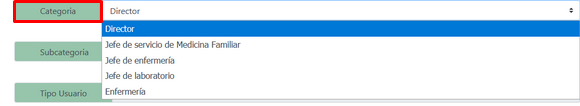 Categoria Director
Director
Jefe de servicio de Medicina Familiar
Subcategoria
Jefe de enfermería
Jefe de laboratorio
Tipo Usuario
Enfermería